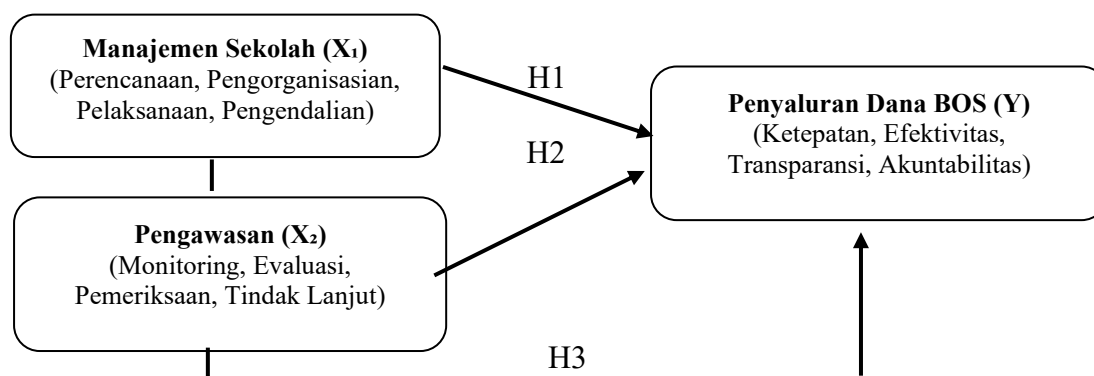 Manajemen Sekolah (X₁)
(Perencanaan, Pengorganisasian,
Pelaksanaan, Pengendalian)
H1
Penyaluran Dana BOS (Y)
(Ketepatan, Efektivitas,
Transparansi, Akuntabilitas)
H2
Pengawasan (X₂)
(Monitoring, Evaluasi,
Pemeriksaan, Tindak Lanjut)
H3